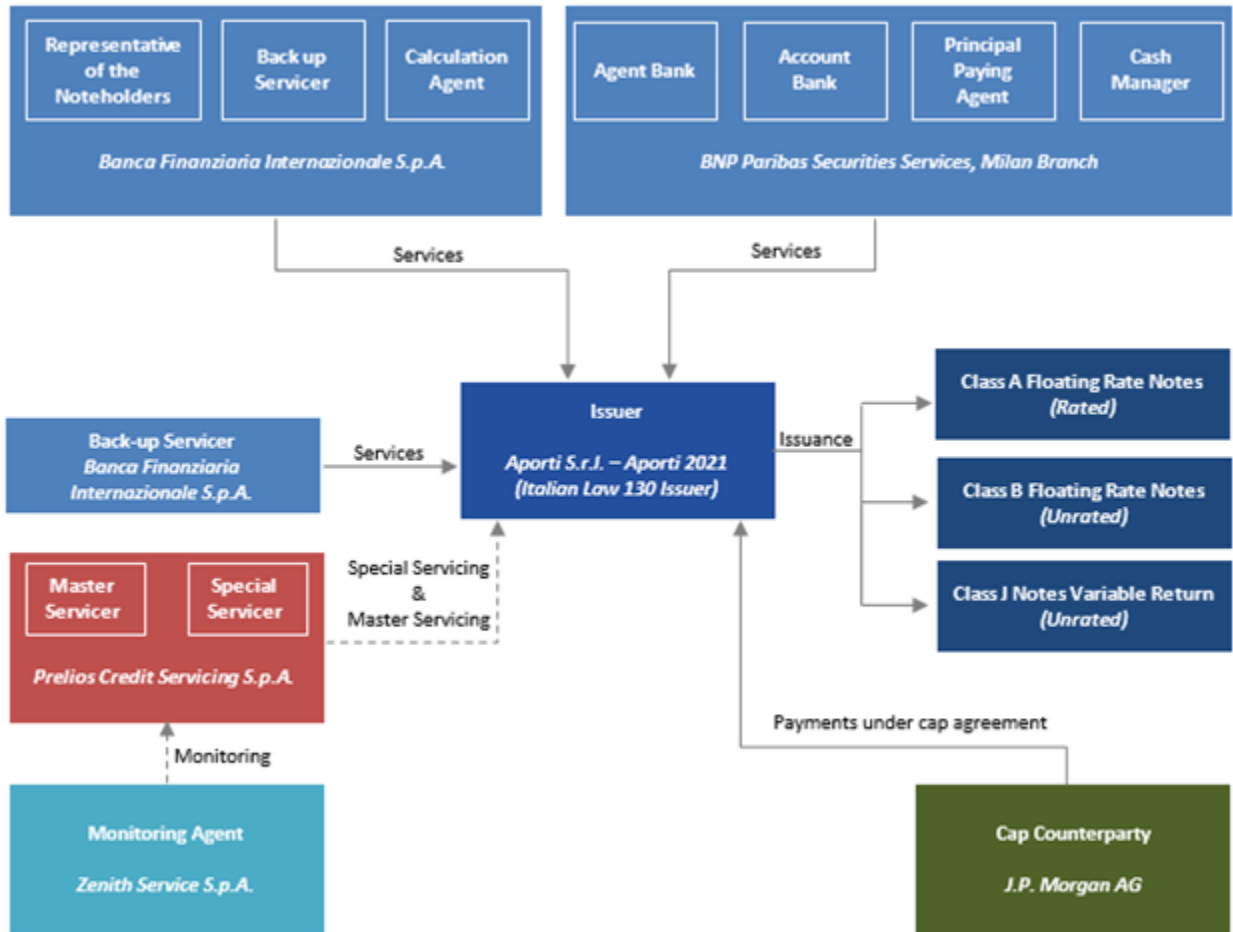 Representative
of the
Noteholders
Back up
Servicer
Calculation
Agent
Banca Finanziaria Internazionale S.p.A.
Agent Bank
Account
Bank
Principal
Paying
Agent
Cash
Manager
BNP Paribas Securities Services, Milan Branch
Services
Services
Issuer
Aporti S.r.l. – Aporti 2021
(Italian Law 130 Issuer)
Issuance
Class A Floating Rate Notes
(Rated)
Class B Floating Rate Notes
(Unrated)
Class J Notes Variable Return
(Unrated)
Back-up Servicer
Banca Finanziaria
Internazionale S.p.A.
Services
Master
Servicer
Special
Servicer
Prelios Credit Servicing S.p.A.
Special Servicing
&
Master Servicing
Monitoring
Monitoring Agent
Zenith Service S.p.A.
Payments under cap agreement
Cap Counterparty
J.P. Morgan AG